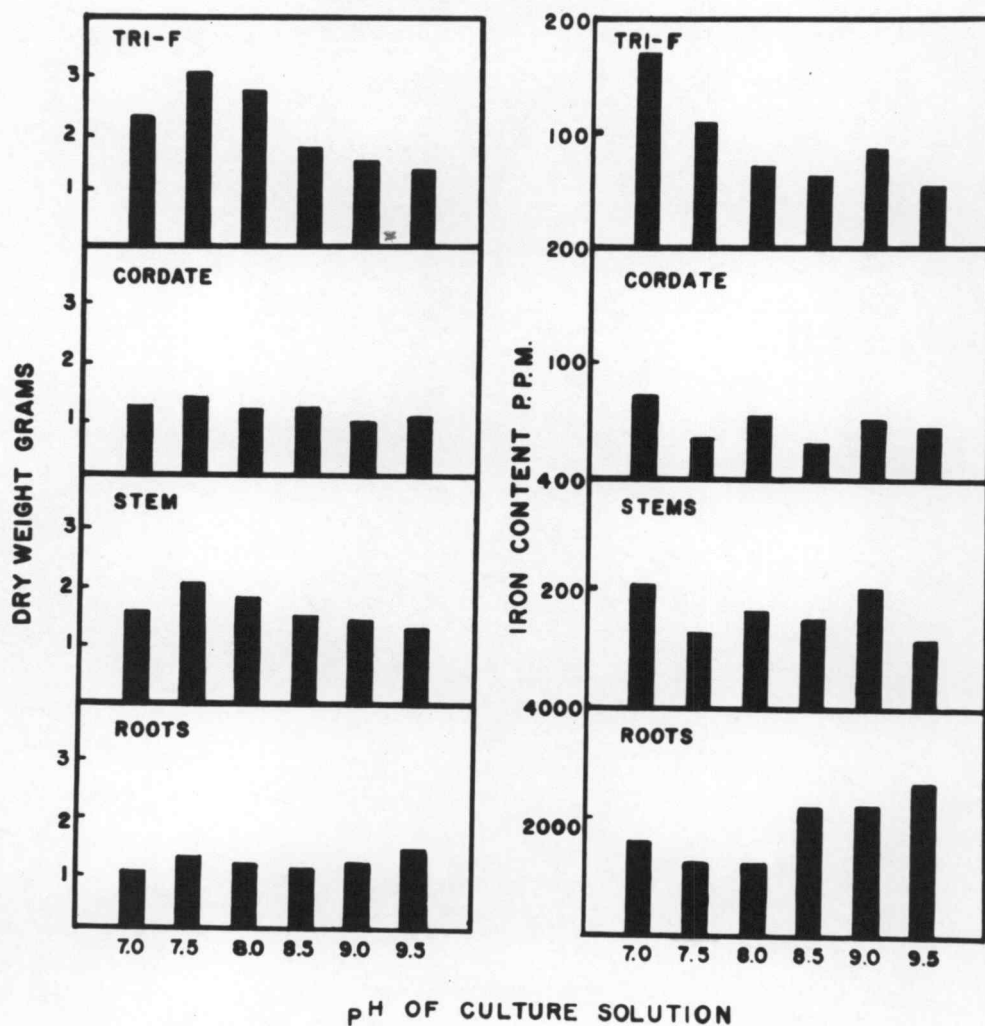 TRI-F
3
2
1
CORDATE
3
2
1
STEM
3
2
1
ROOTS
3
2
1
7.0 7.5 8.0 8.5 9.0 9.5
DRY WEIGHT GRAMS
200
TRI-F
100
200
CORDATE
100
400
STEMS
200
4000
ROOTS
2000
7.0 7.5 8.0 8.5 9.0 9.5
IRON CONTENT P.P.M.
PH OF CULTURE SOLUTION